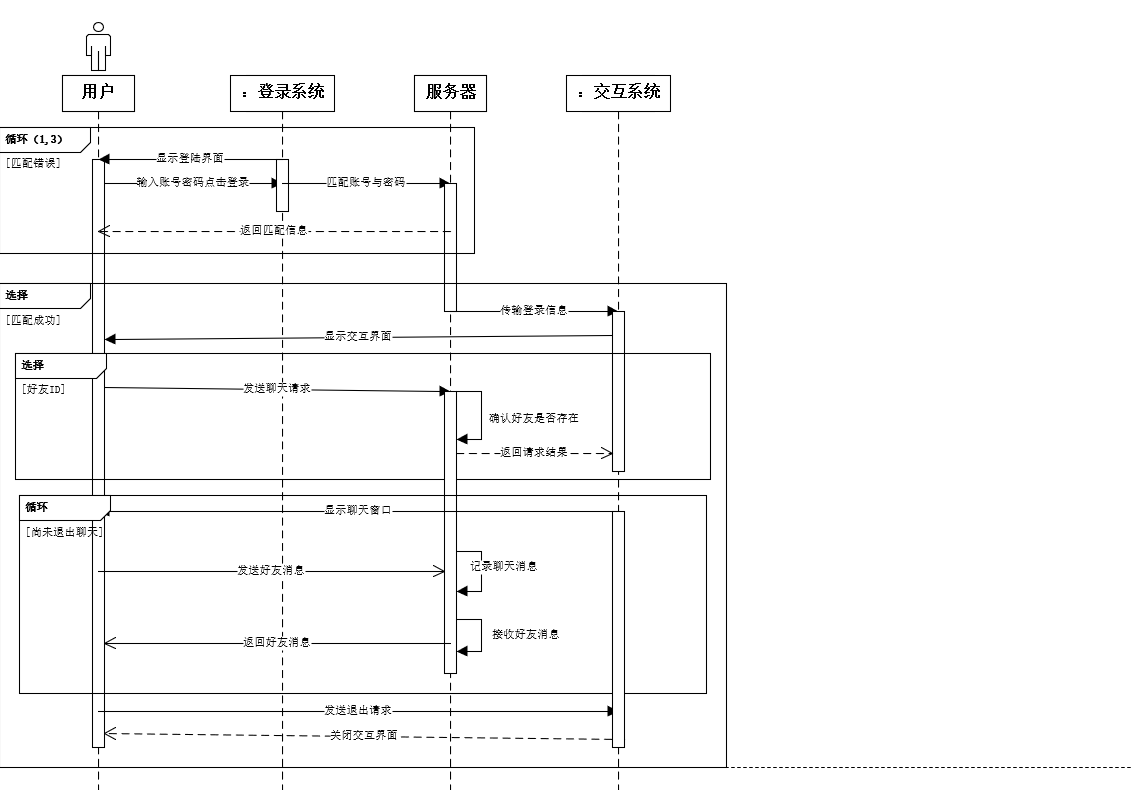 用户
：登录系统
服务器
：交互系统
循环（1,3）
[匹配错误]
显示登陆界面
输入账号密码点击登录
匹配账号与密码
返回匹配信息
选择
[匹配成功]
传输登录信息
显示交互界面
选择
[好友ID]
发送聊天请求
确认好友是否存在
返回请求结果
循环
[尚未退出聊天]
显示聊天窗口
发送好友消息
记录聊天消息
接收好友消息
返回好友消息
发送退出请求
关闭交互界面